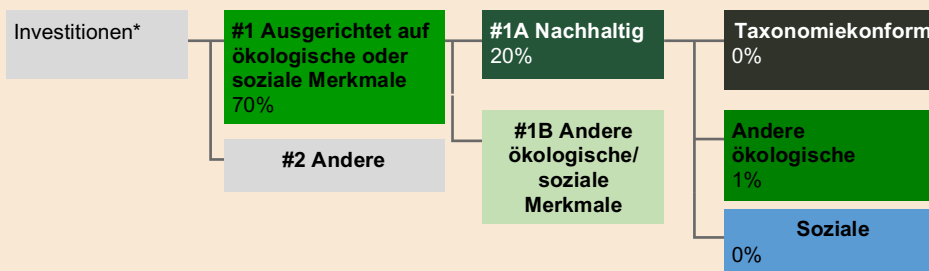 Investitionen*
#1 Ausgerichtet auf
ökologische oder
soziale Merkmale
70%
#2 Andere
#1A Nachhaltig
20%
#1B Andere
ökologische/
soziale
Merkmale
Taxonomiekonform
0%
Andere
ökologische
1%
Soziale
0%